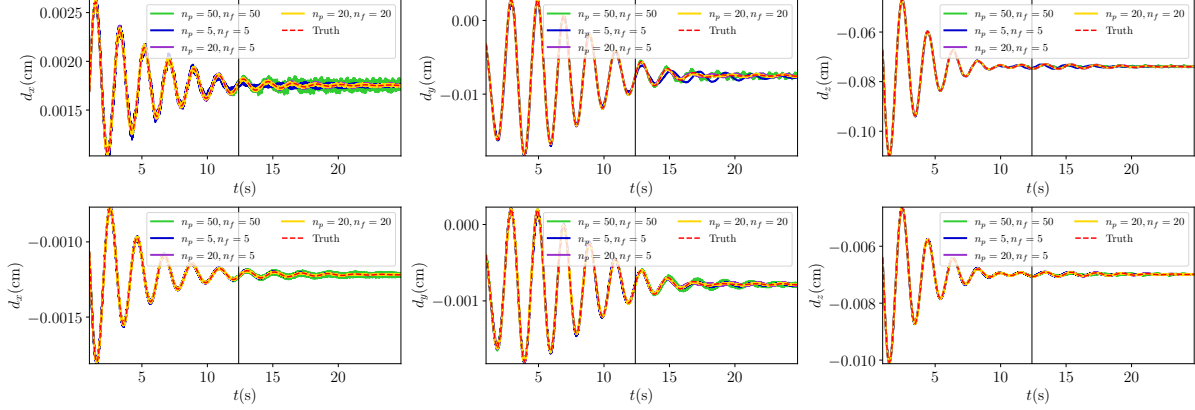 0.0025
0.0020
0.0015
d_x(cm)
n_p = 50, n_f = 50
n_p = 5, n_f = 5
n_p = 20, n_f = 5
n_p = 20, n_f = 20
Truth
5 10 15 20
t(s)
0.00
−0.01
d_y(cm)
n_p = 50, n_f = 50
n_p = 5, n_f = 5
n_p = 20, n_f = 5
n_p = 20, n_f = 20
Truth
5 10 15 20
t(s)
−0.06
−0.08
−0.10
d_z(cm)
n_p = 50, n_f = 50
n_p = 5, n_f = 5
n_p = 20, n_f = 5
n_p = 20, n_f = 20
Truth
5 10 15 20
t(s)
−0.0010
−0.0015
d_x(cm)
n_p = 50, n_f = 50
n_p = 5, n_f = 5
n_p = 20, n_f = 5
n_p = 20, n_f = 20
Truth
5 10 15 20
t(s)
0.000
−0.001
d_y(cm)
n_p = 50, n_f = 50
n_p = 5, n_f = 5
n_p = 20, n_f = 5
n_p = 20, n_f = 20
Truth
5 10 15 20
t(s)
−0.006
−0.007
−0.008
−0.009
−0.010
d_z(cm)
n_p = 50, n_f = 50
n_p = 5, n_f = 5
n_p = 20, n_f = 5
n_p = 20, n_f = 20
Truth
5 10 15 20
t(s)